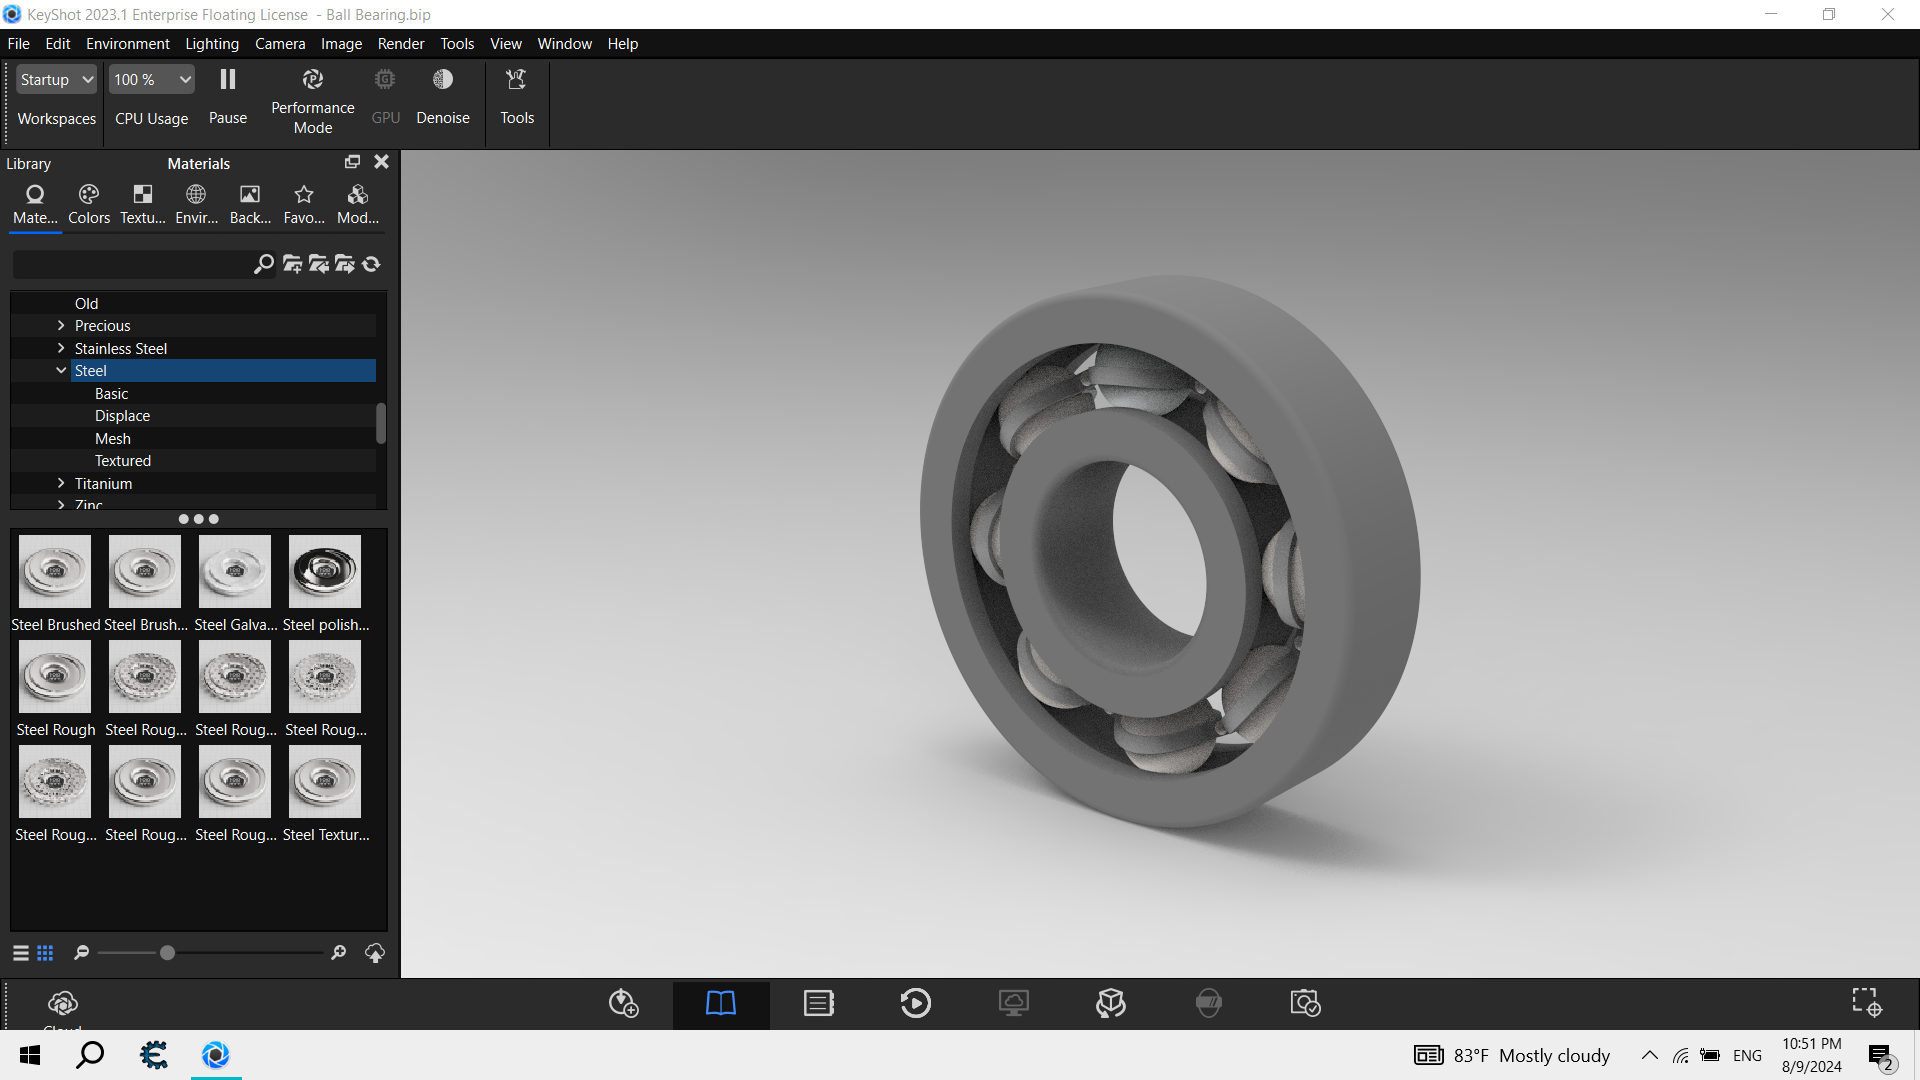 KeyShot 2023.1 Enterprise Floating License - Ball Bearing.bip
File Edit Environment Lighting Camera Image Render Tools View Window Help
Startup 100 %
Workspaces CPU Usage Pause Performance Mode GPU Denoise Tools
Library Materials
Mate... Colors Textu... Envir... Back... Favo... Mod...
Old
Precious
Stainless Steel
Steel
Basic
Displace
Mesh
Textured
Titanium
Zinc
Steel Brushed Steel Brush... Steel Galva... Steel polish...
Steel Rough Steel Roug... Steel Roug... Steel Roug...
Steel Roug... Steel Roug... Steel Roug... Steel Textur...
Cloud
83°F Mostly cloudy
ENG
10:51 PM
8/9/2024
2